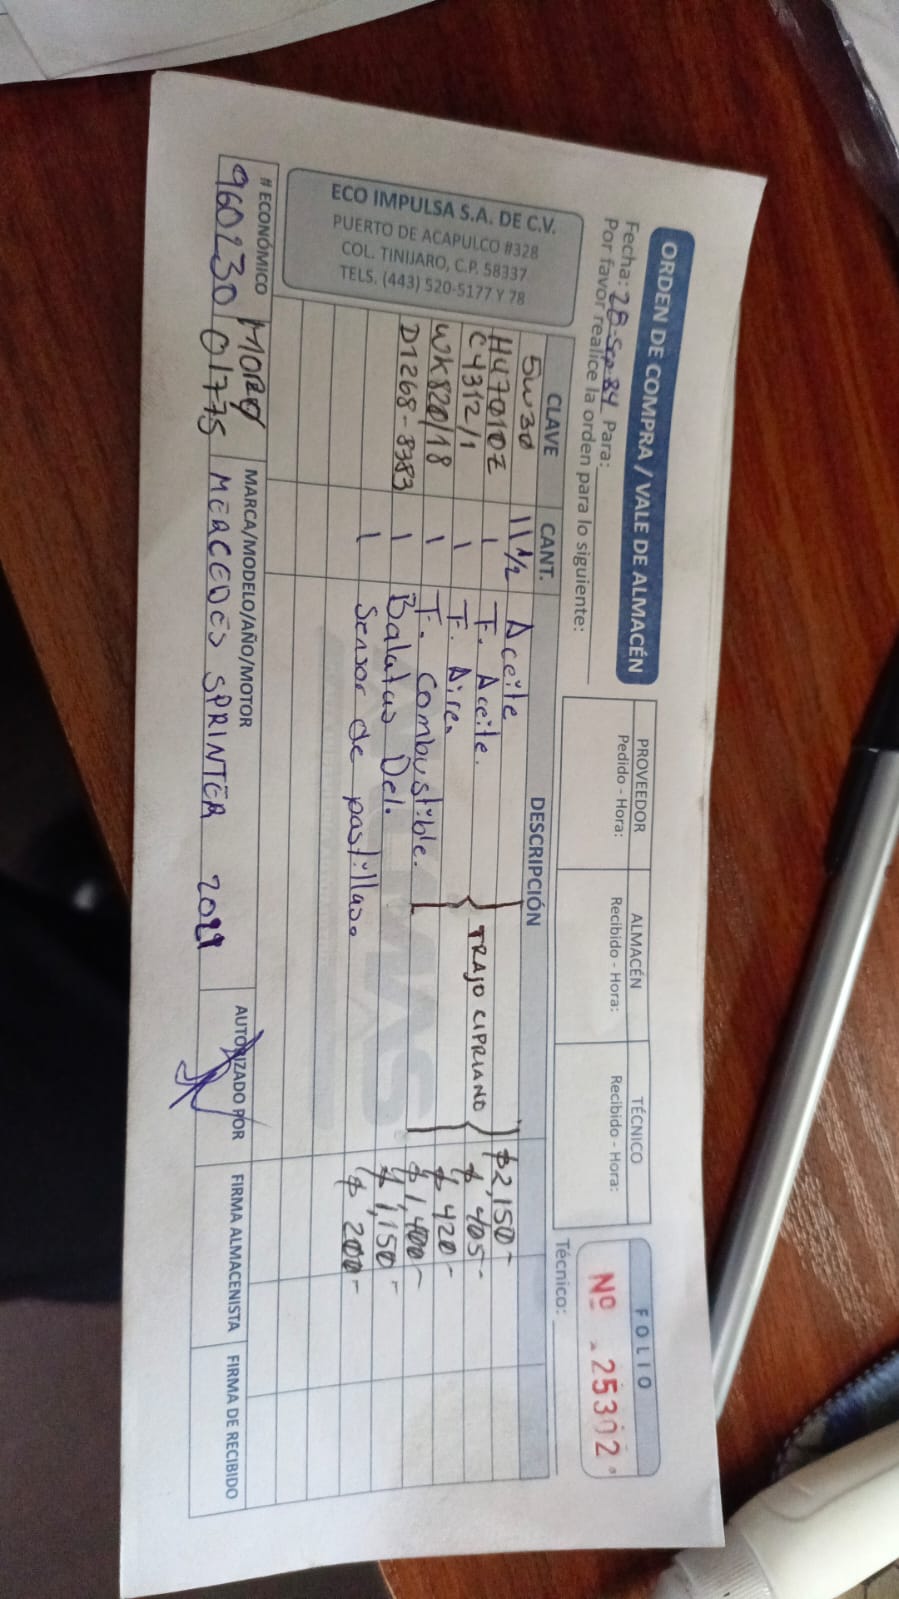 ORDEN DE COMPRA / VALE DE ALMACÉN
Fecha: 28-Sep-84 Para:
Por favor realice la orden para lo siguiente:
PROVEEDOR
Pedido - Hora:
ALMACÉN
Recibido - Hora:
TÉCNICO
Recibido - Hora:
FOLIO
Nº 25302
Técnico:
ECO IMPULSA S.A. DE C.V.
PUERTO DE ACAPULCO #328
COL. TINIJARO, C.P. 58337
TELS. (443) 520-5177 Y 78
CLAVE CANT. DESCRIPCIÓN
5W30 11 1/2 Aceite $2,150-
HU7010Z 1 F. Aceite. $ 405-
C4312/1 1 F. Aire. $ 420-
TRAJO CIPRIANO
WK820/18 1 F. Combustible. $1,400-
D1268-8383 1 Balatas Del. $1,150-
1 Sensor de pastillas. $ 200-
# ECONÓMICO MARCA/MODELO/AÑO/MOTOR AUTORIZADO POR FIRMA ALMACENISTA FIRMA DE RECIBIDO
960230 01775 MERCEDES SPRINTER